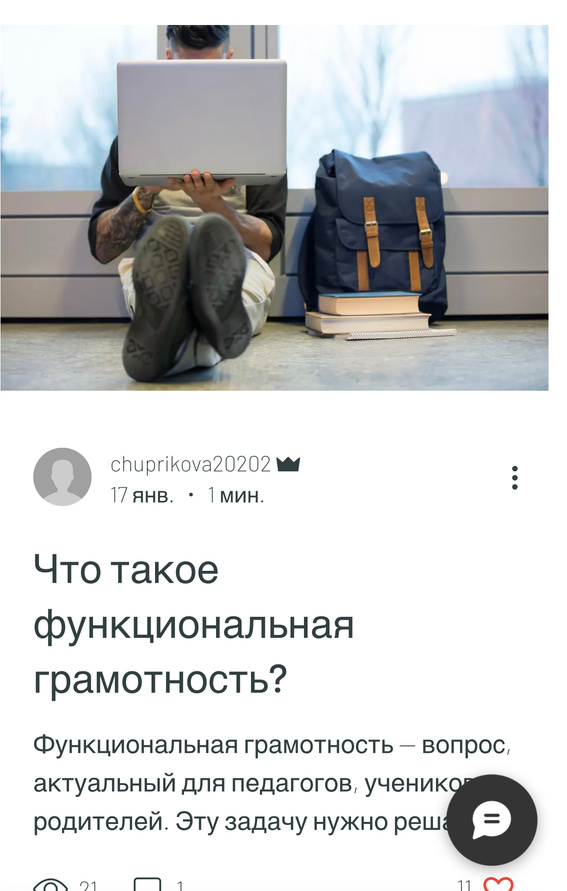 chuprikova20202
17 янв. • 1 мин.
Что такое
функциональная
грамотность?
Функциональная грамотность – вопрос,
актуальный для педагогов, учеников
родителей. Эту задачу нужно
21 1 11